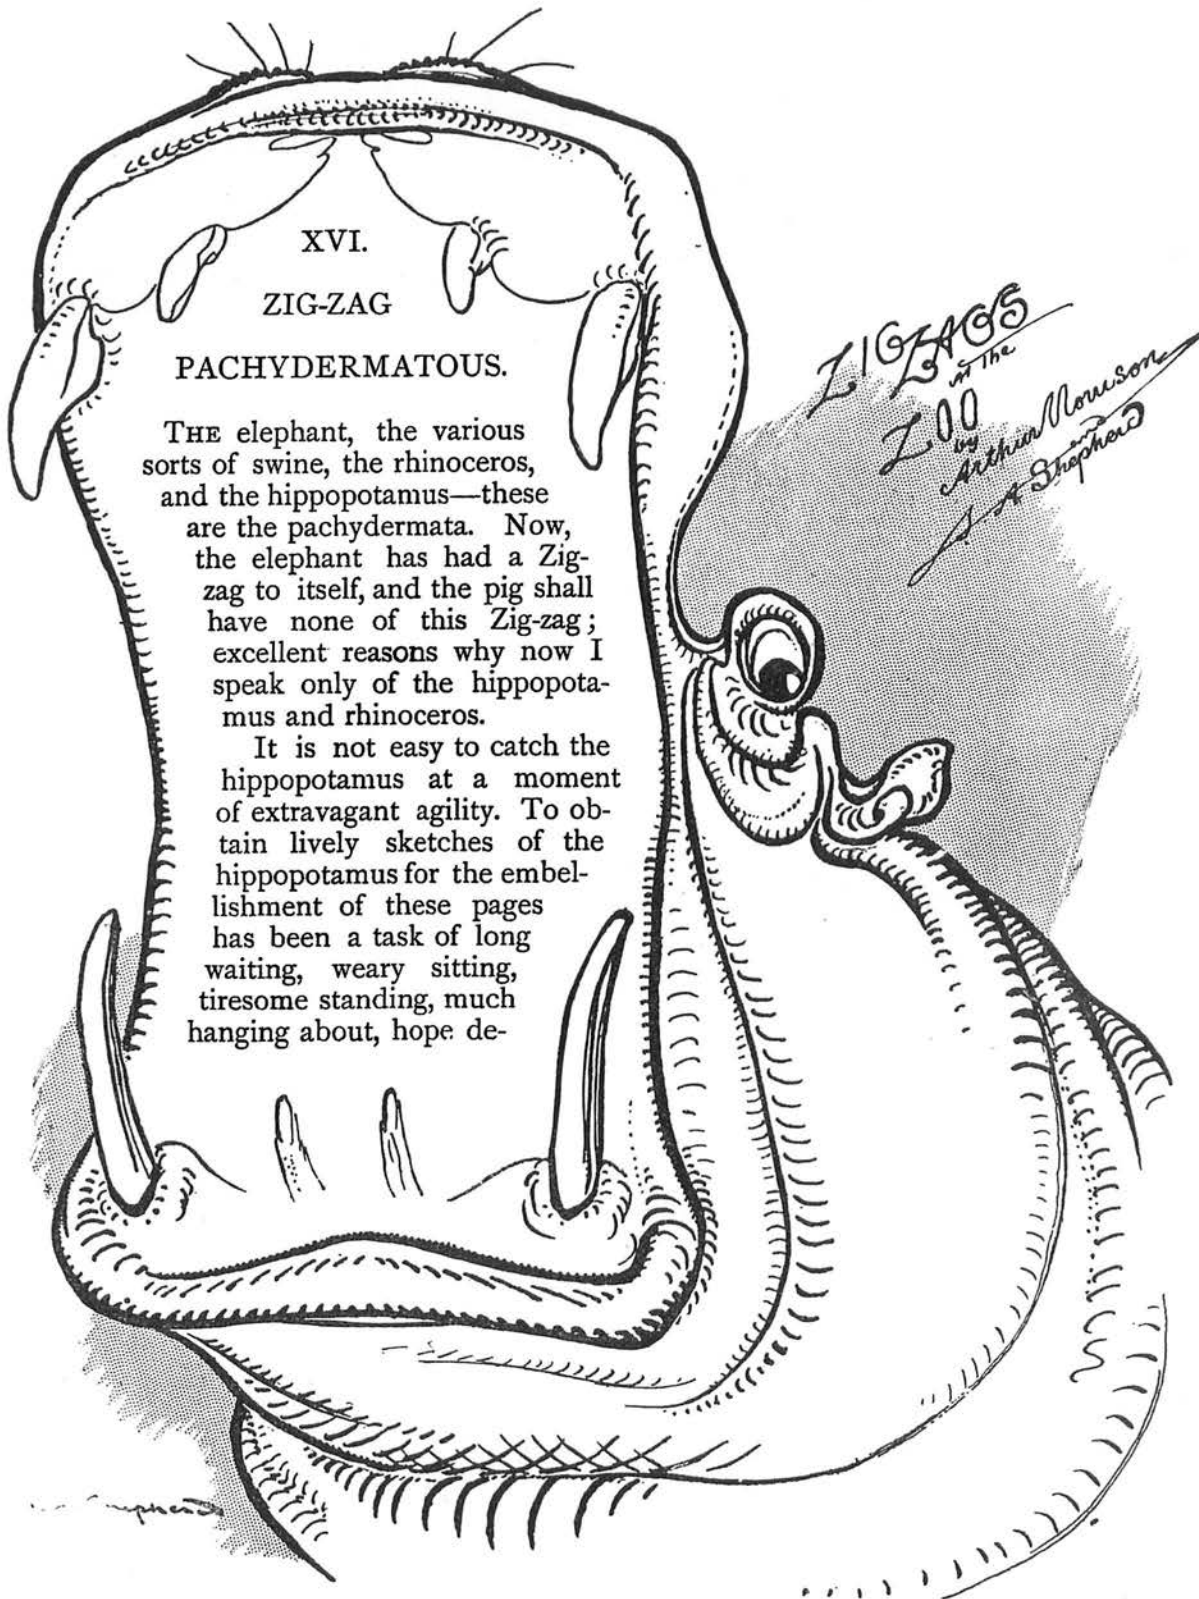 XVI.
ZIG-ZAG
PACHYDERMATOUS.
THE elephant, the various
sorts of swine, the rhinoceros,
and the hippopotamus—these
are the pachydermata. Now,
the elephant has had a Zig-
zag to itself, and the pig shall
have none of this Zig-zag;
excellent reasons why now I
speak only of the hippopota-
mus and rhinoceros.
It is not easy to catch the
hippopotamus at a moment
of extravagant agility. To ob-
tain lively sketches of the
hippopotamus for the embel-
lishment of these pages
has been a task of long
waiting, weary sitting,
tiresome standing, much
hanging about, hope de-
ZIGZAGS
at the
ZOO
by
Arthur Morrison
and
J. A. Shepherd